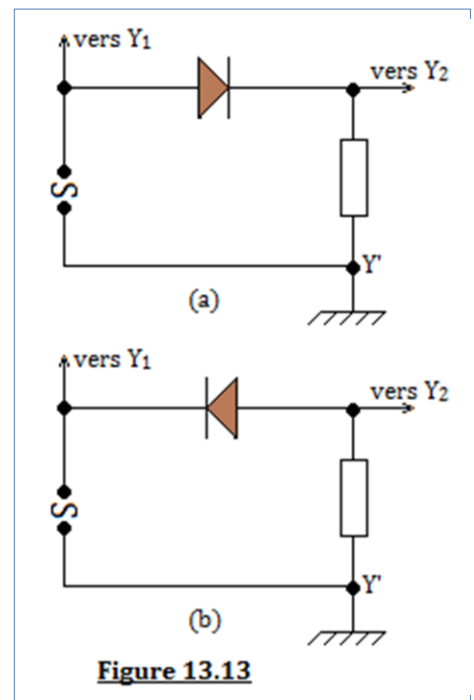 vers Y₁
vers Y₂
S
Y'
(a)
vers Y₁
vers Y₂
S
Y'
(b)
Figure 13.13